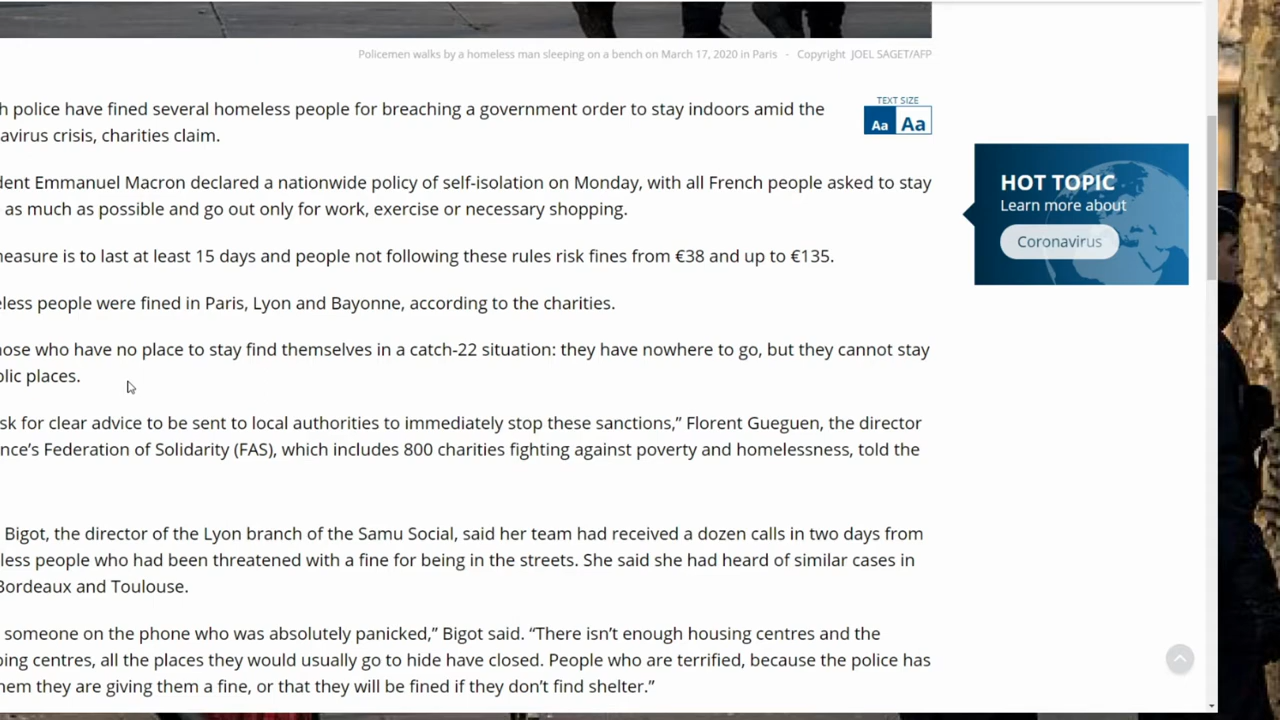 Policemen walks by a homeless man sleeping on a bench on March 17, 2020 in Paris - Copyright JOEL SAGET/AFP
h police have fined several homeless people for breaching a government order to stay indoors amid the
avirus crisis, charities claim.
TEXT SIZE
Aa Aa
dent Emmanuel Macron declared a nationwide policy of self-isolation on Monday, with all French people asked to stay
as much as possible and go out only for work, exercise or necessary shopping.
HOT TOPIC
Learn more about
Coronavirus
neasure is to last at least 15 days and people not following these rules risk fines from €38 and up to €135.
eless people were fined in Paris, Lyon and Bayonne, according to the charities.
hose who have no place to stay find themselves in a catch-22 situation: they have nowhere to go, but they cannot stay
blic places.
sk for clear advice to be sent to local authorities to immediately stop these sanctions,” Florent Gueguen, the director
nce’s Federation of Solidarity (FAS), which includes 800 charities fighting against poverty and homelessness, told the
Bigot, the director of the Lyon branch of the Samu Social, said her team had received a dozen calls in two days from
less people who had been threatened with a fine for being in the streets. She said she had heard of similar cases in
Bordeaux and Toulouse.
someone on the phone who was absolutely panicked,” Bigot said. “There isn’t enough housing centres and the
ping centres, all the places they would usually go to hide have closed. People who are terrified, because the police has
hem they are giving them a fine, or that they will be fined if they don’t find shelter.”